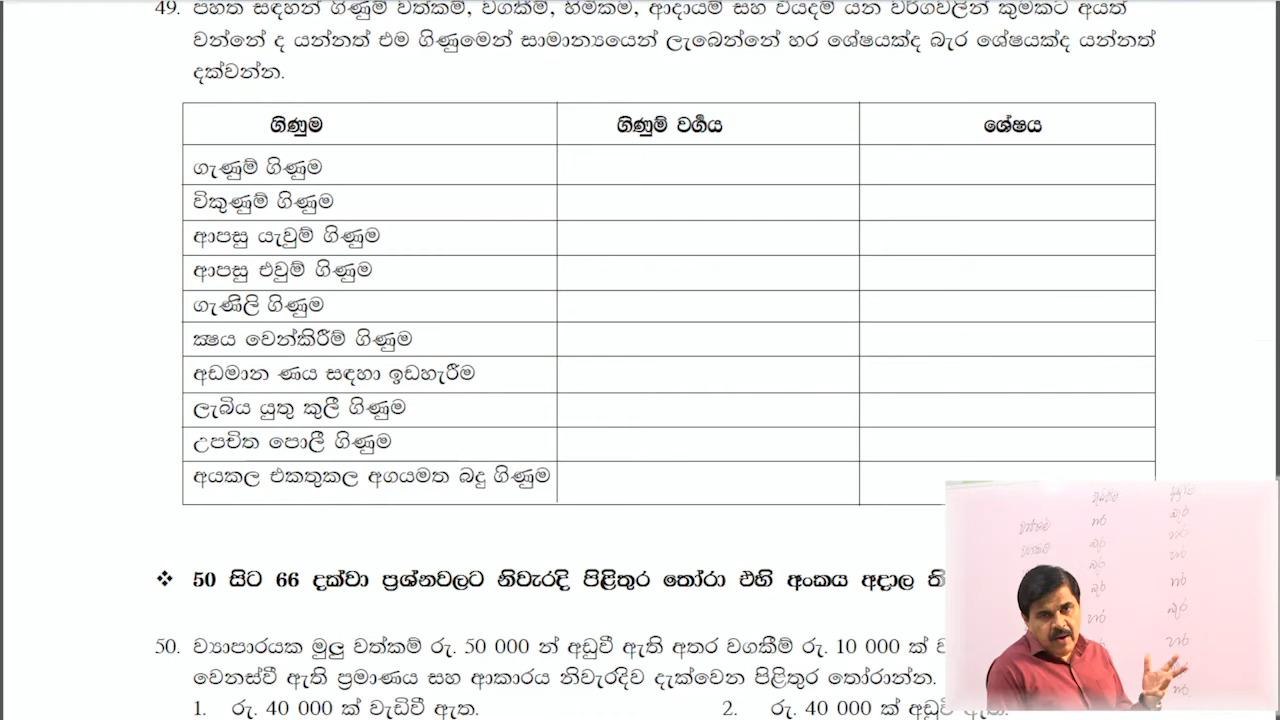 49. පහත සඳහන් ගිණුම් වත්කම්, වගකීම්, හිමිකම්, ආදායම් සහ වියදම් යන වර්ගවලින් කුමකට අයත්
වන්නේ ද යන්නත් එම ගිණුමෙන් සාමාන්‍යයෙන් ලැබෙන්නේ හර ශේෂයක්ද බැර ශේෂයක්ද යන්නත්
දක්වන්න.
ගිණුම ගිණුම් වර්ගය ශේෂය
ගැණුම් ගිණුම
විකුණුම් ගිණුම
ආපසු යැවුම් ගිණුම
ආපසු එවුම් ගිණුම
ගැණිලි ගිණුම
ක්‍ෂය වෙන්කිරීම් ගිණුම
අඩමාන ණය සඳහා ඉඩහැරීම
ලැබිය යුතු කුලී ගිණුම
උපචිත පොලී ගිණුම
අයකල එකතුකල අගයමත බදු ගිණුම
❖ 50 සිට 66 දක්වා ප්‍රශ්නවලට නිවැරදි පිළිතුර තෝරා එහි අංකය අදාල
50. ව්‍යාපාරයක මුලු වත්කම් රු. 50 000 න් අඩුවී ඇති අතර වගකීම් රු. 10 000 ක්
වෙනස්වී ඇති ප්‍රමාණය සහ ආකාරය නිවැරදිව දැක්වෙන පිළිතුර තෝරාන්න.
1. රු. 40 000 ක් වැඩිවී ඇත. 2. රු. 40 000 ක් අඩුවී ඇත.